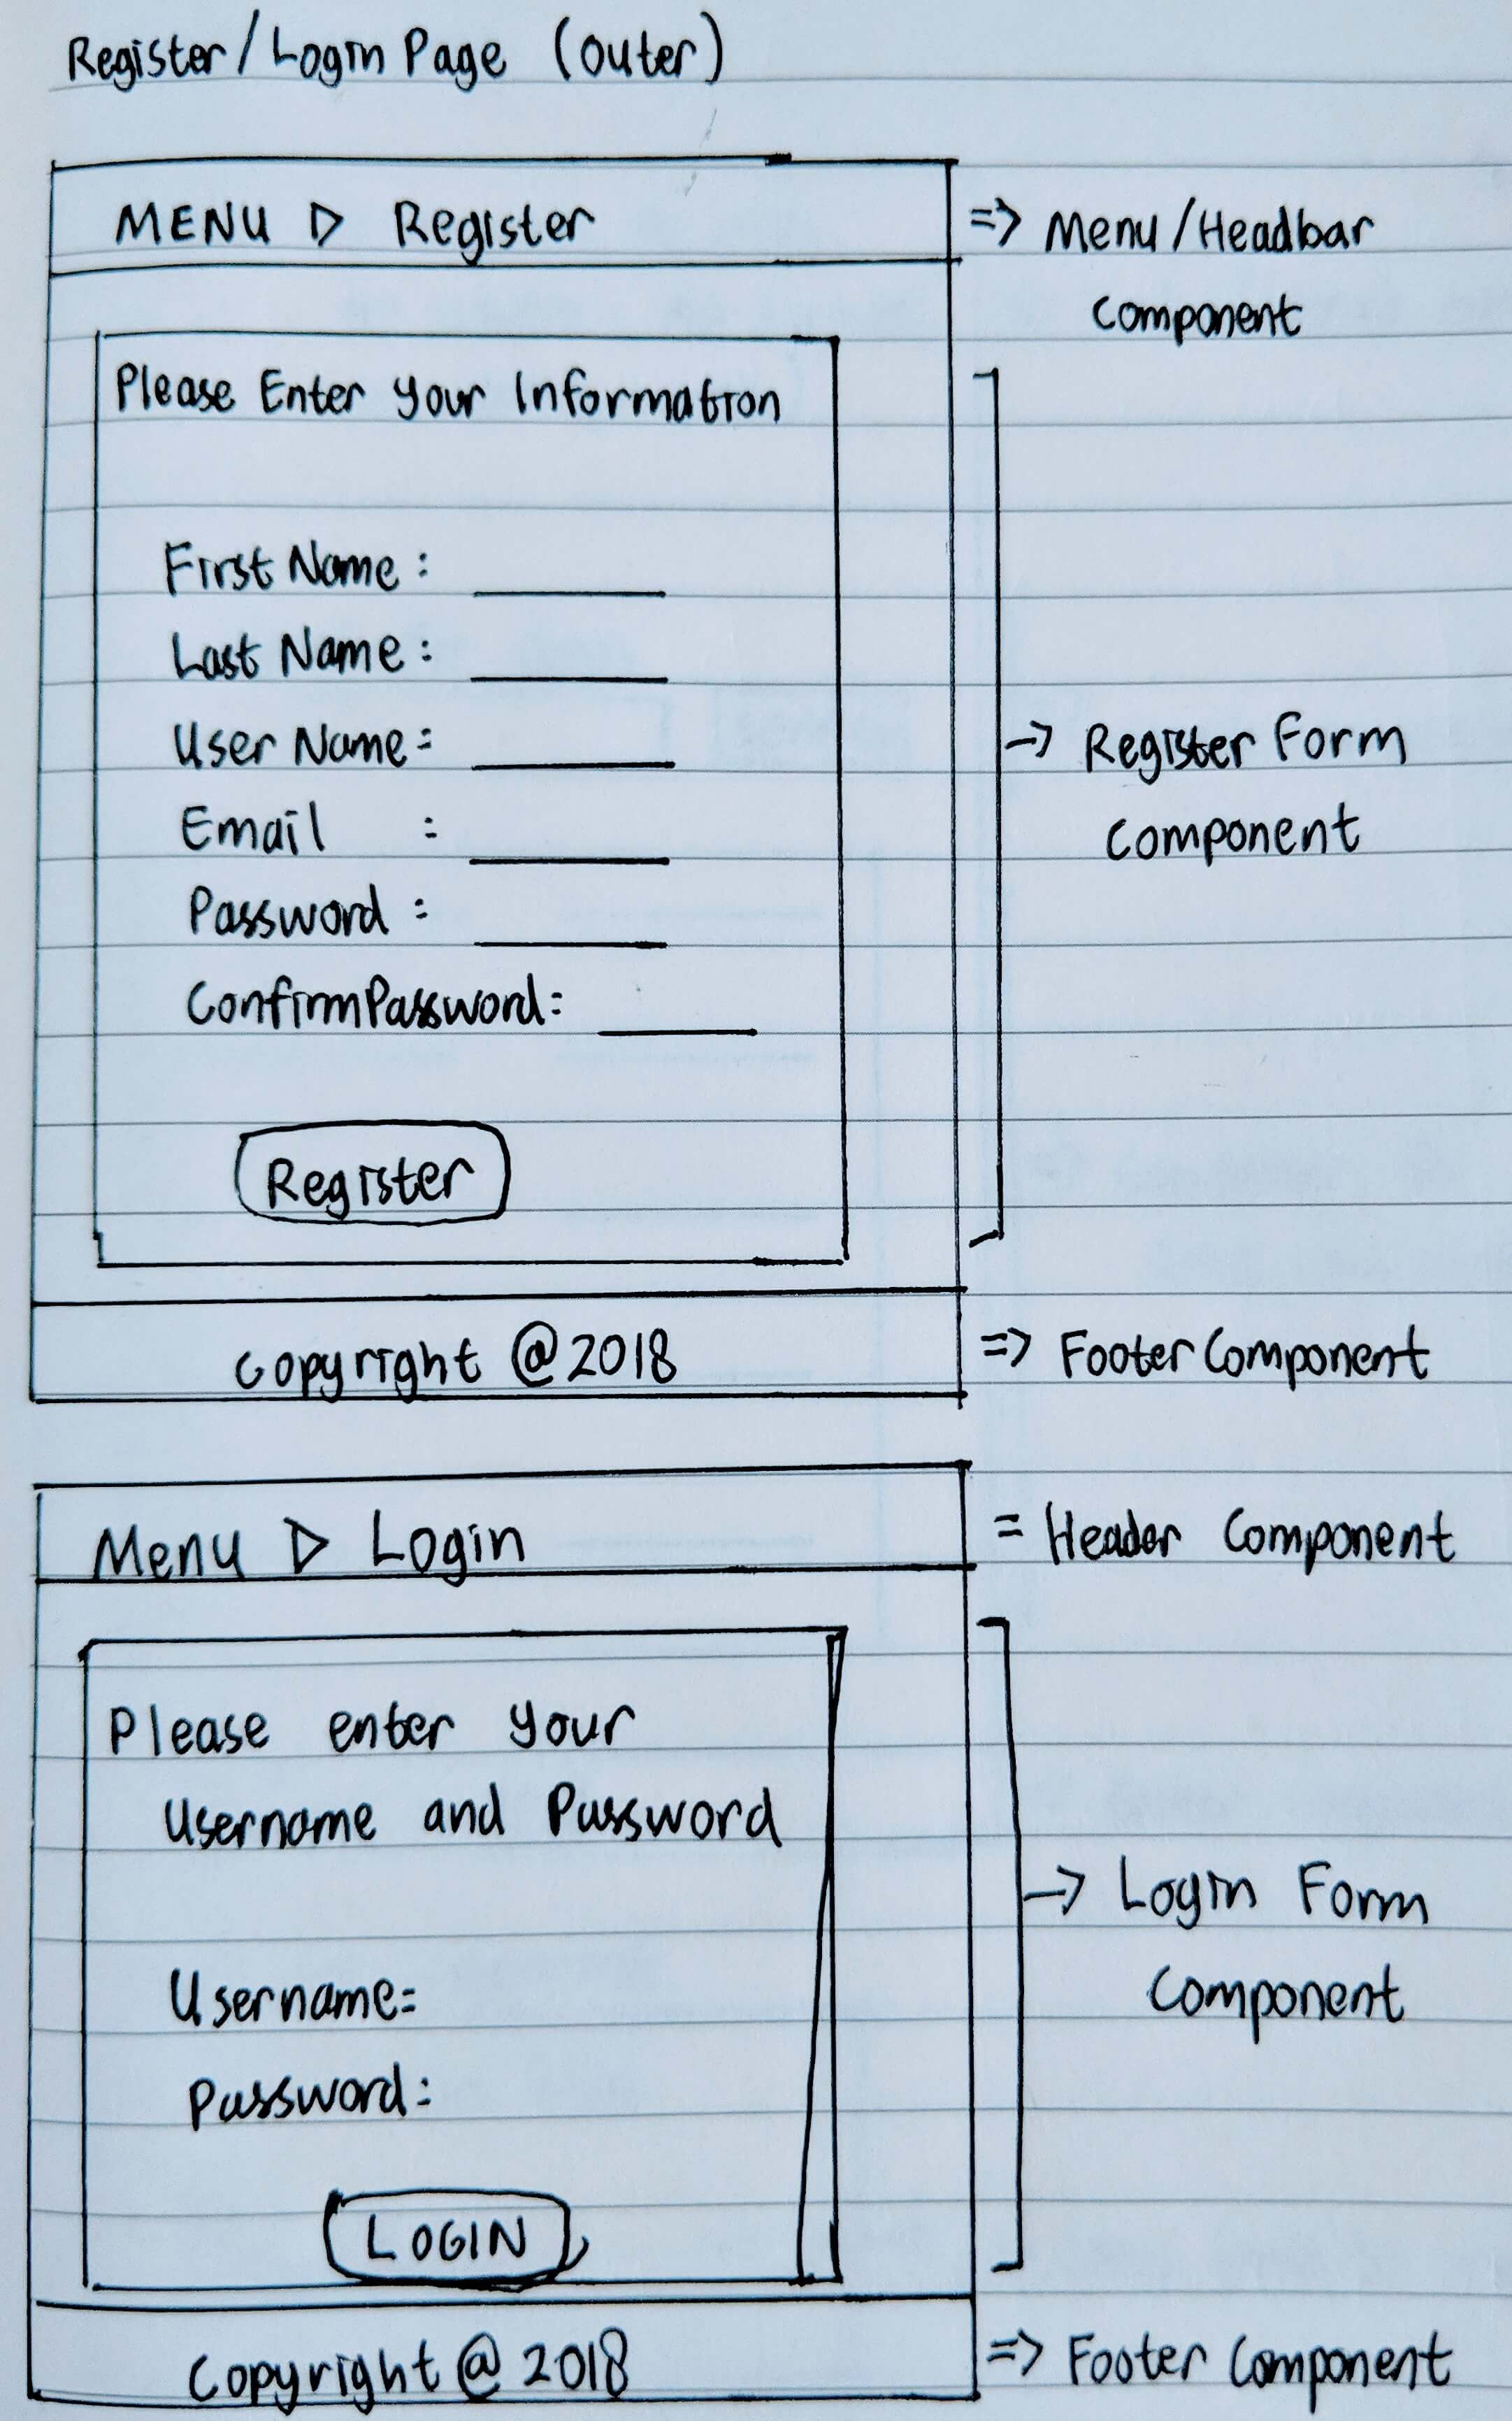 Register/Login Page (outer)
MENU ▷ Register
=> Menu/Headbar
Component
Please Enter your Information
First Name :
Last Name :
User Name :
Email :
Password :
Confirm Password :
Register
-> Register Form
Component
Copyright @2018
=> Footer Component
Menu ▷ Login
= Header Component
Please enter your
Username and Password
Username:
Password:
LOGIN
-> Login Form
Component
Copyright @ 2018
=> Footer Component